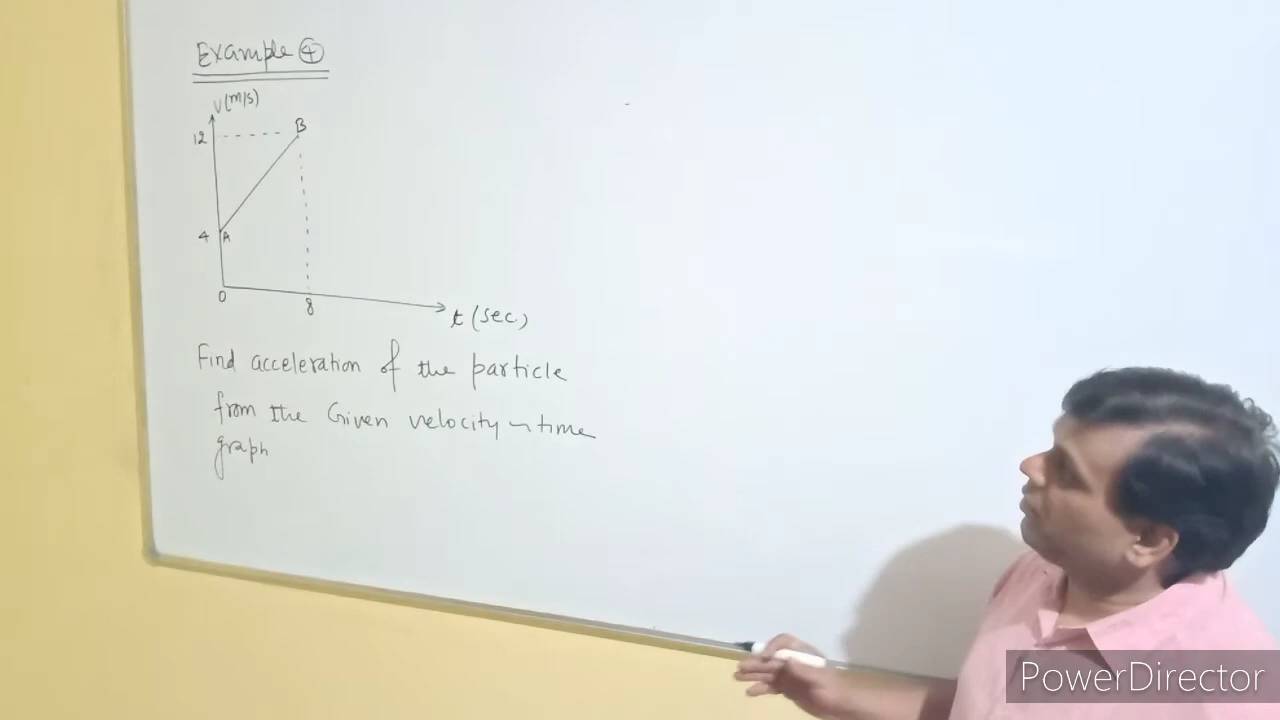 Example 4
v(m/s)
12
B
4
A
0
8
t (sec)
Find acceleration of the particle
from the Given velocity ~ time
graph
PowerDirector